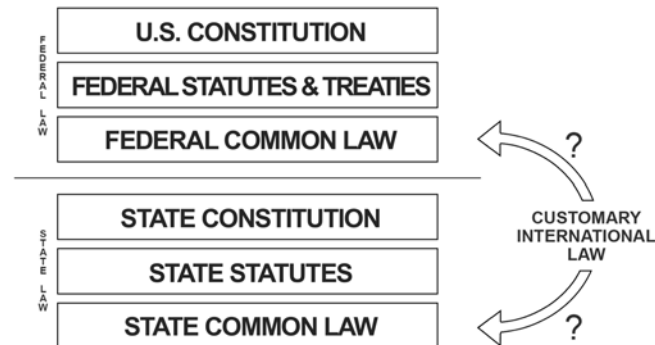 FEDERAL LAW
U.S. CONSTITUTION
FEDERAL STATUTES & TREATIES
FEDERAL COMMON LAW
?
STATE LAW
STATE CONSTITUTION
STATE STATUTES
STATE COMMON LAW
CUSTOMARY
INTERNATIONAL
LAW
?